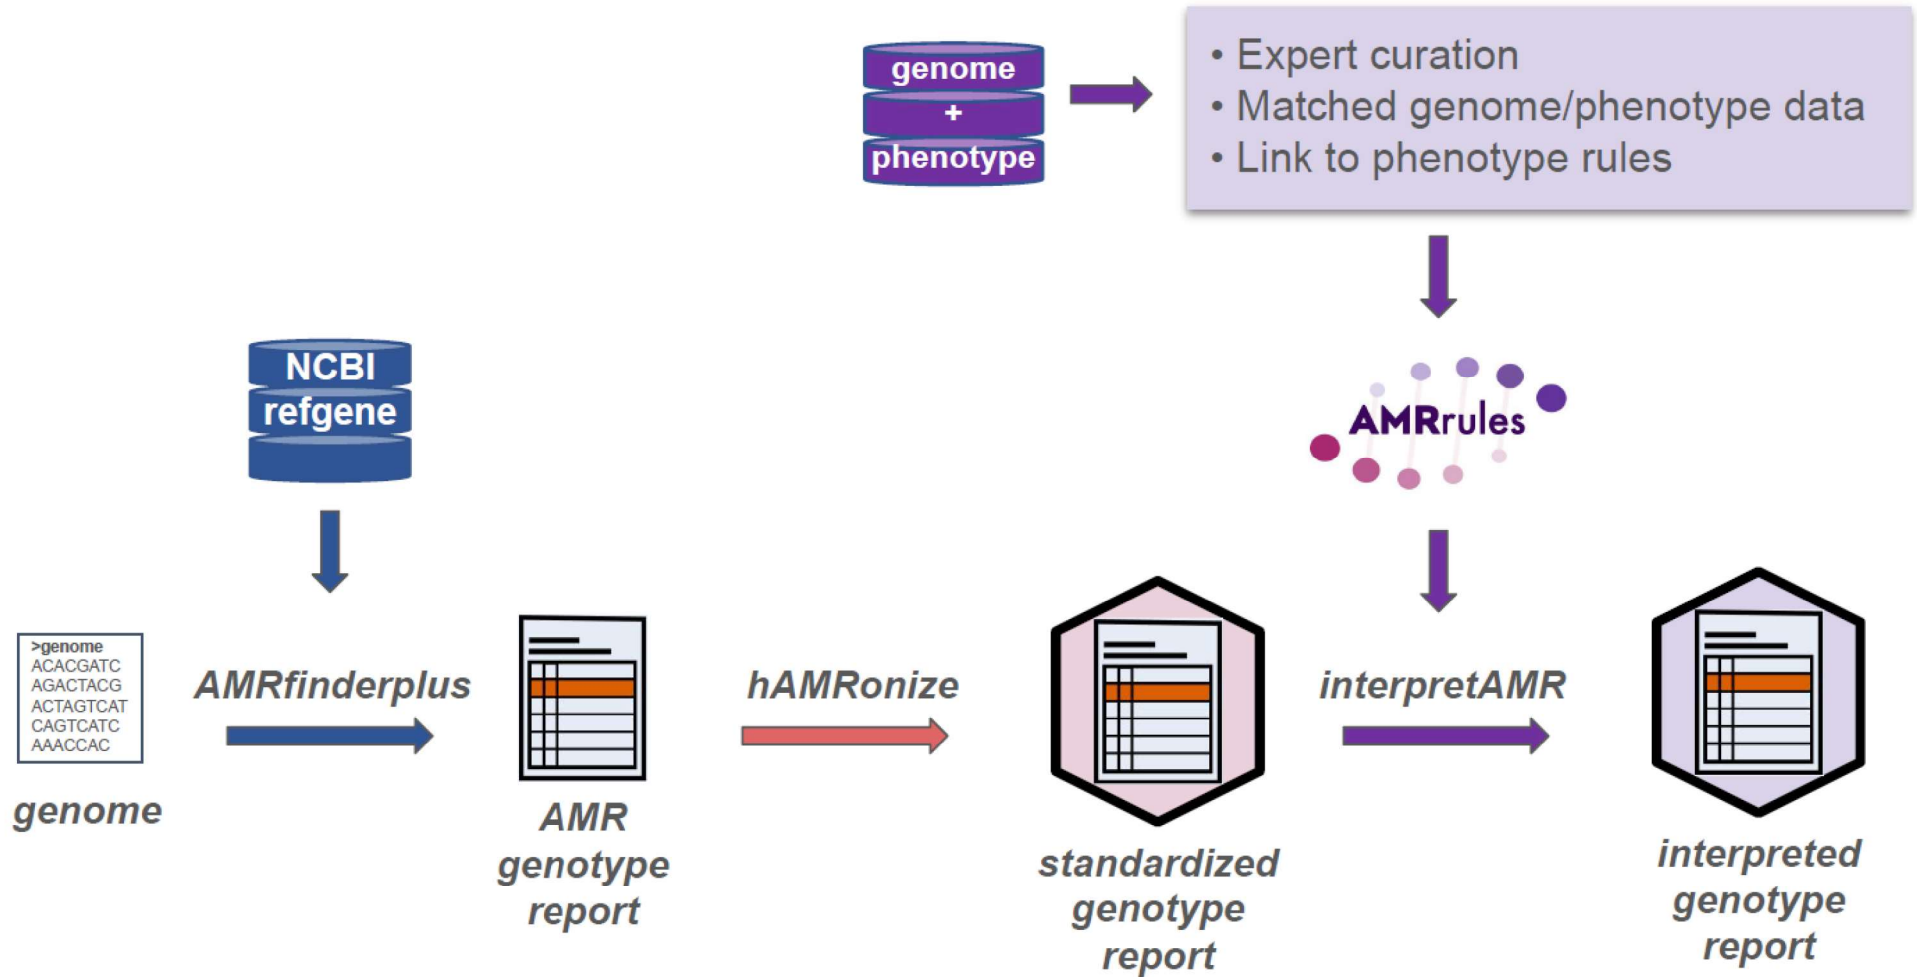 genome
+
phenotype
• Expert curation
• Matched genome/phenotype data
• Link to phenotype rules
NCBI
refgene
AMRrules
>genome
ACACGATC
AGACTACG
ACTAGTCAT
CAGTCATC
AAACCAC
genome
AMRfinderplus
AMR
genotype
report
hAMRonize
standardized
genotype
report
interpretAMR
interpreted
genotype
report